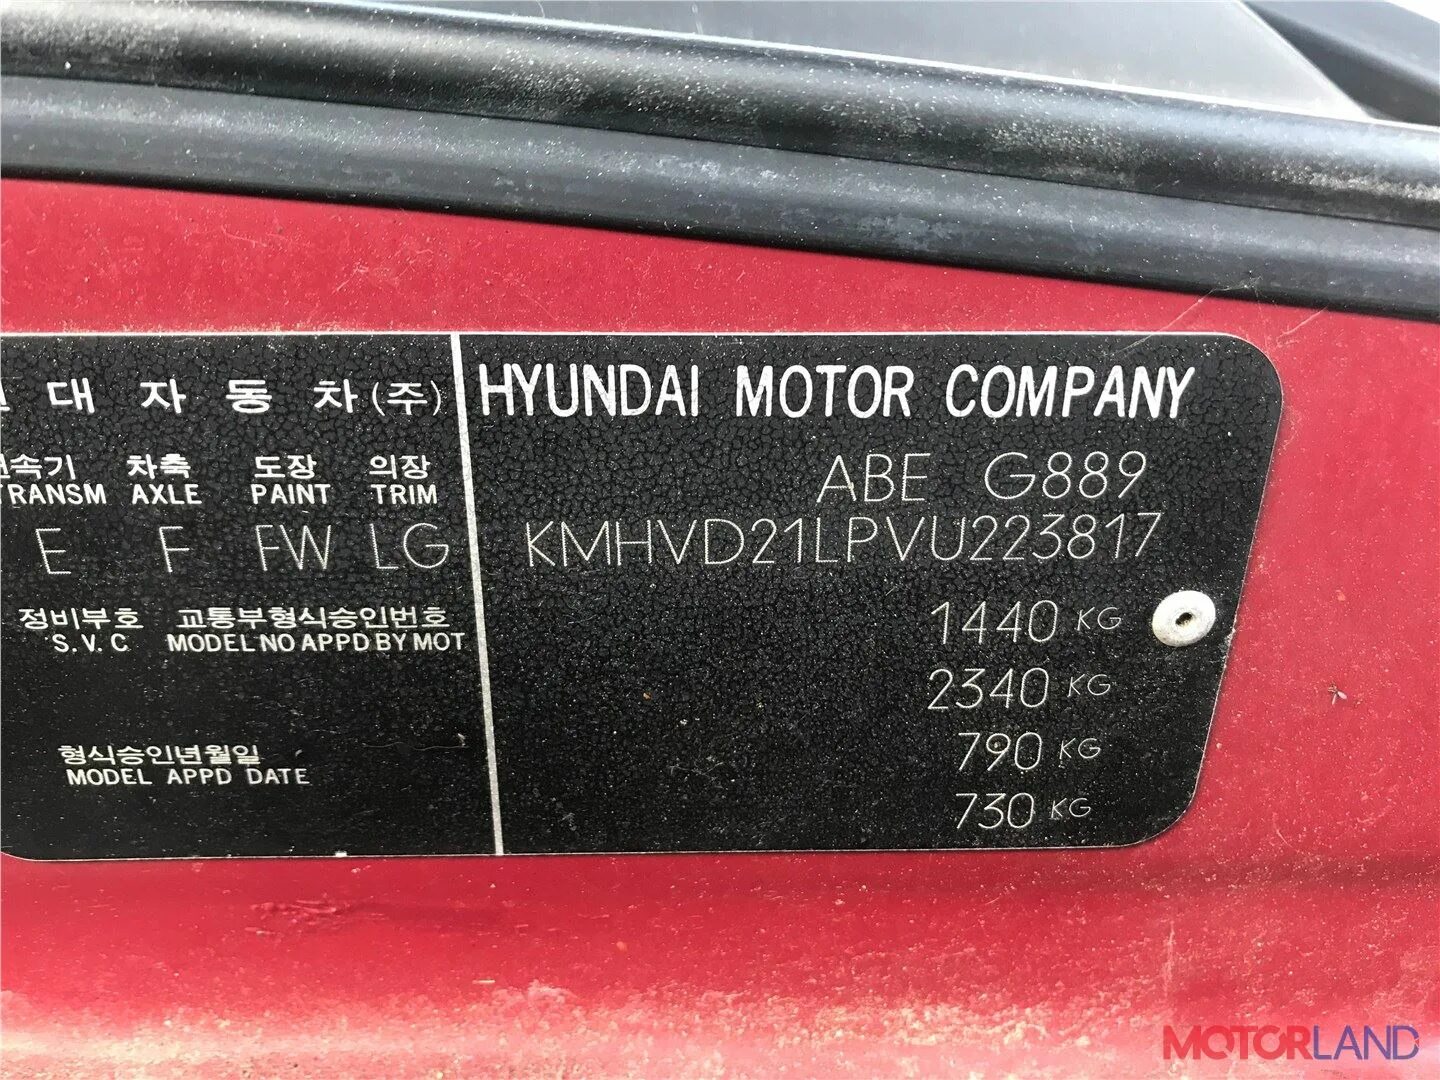 대 자 동 차 (주)
HYUNDAI MOTOR COMPANY
변속기 차축 도장 의장
TRANSM AXLE PAINT TRIM
E F FW LG
ABE G889
KMHVD21LPVU223817
정비부호 교통부형식승인번호
S.V.C MODEL NO APPD BY MOT
1440 KG
2340 KG
형식승인년월일
MODEL APPD DATE
790 KG
730 KG
MOTORLAND